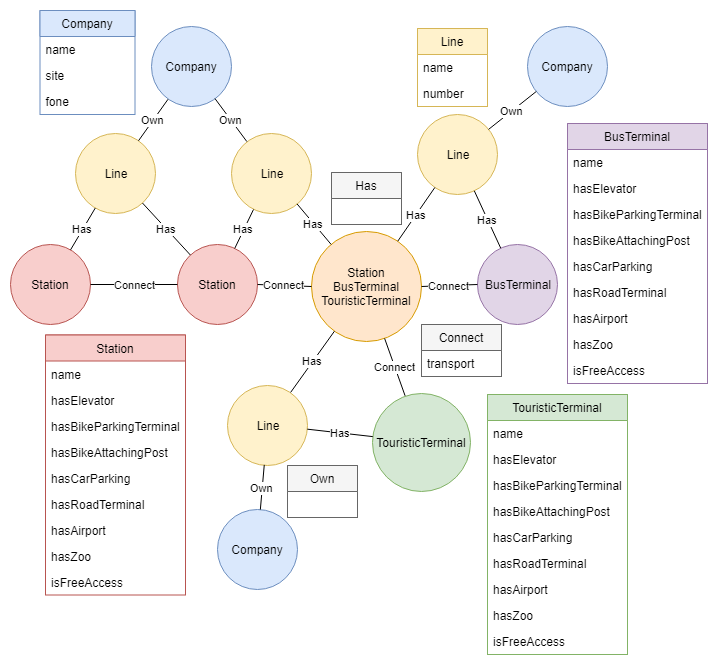 Company
name
site
fone
Company
Line
name
number
Company
Own
Own
Own
BusTerminal
name
hasElevator
hasBikeParkingTerminal
hasBikeAttachingPost
hasCarParking
hasRoadTerminal
hasAirport
hasZoo
isFreeAccess
Line
Line
Line
Has
Has
Has
Has
Has
Has
Has
Station
Connect
Station
Connect
Station
BusTerminal
TouristicTerminal
Connect
BusTerminal
Connect
transport
Station
name
hasElevator
hasBikeParkingTerminal
hasBikeAttachingPost
hasCarParking
hasRoadTerminal
hasAirport
hasZoo
isFreeAccess
Has
Connect
Line
Has
TouristicTerminal
Own
Own
Company
TouristicTerminal
name
hasElevator
hasBikeParkingTerminal
hasBikeAttachingPost
hasCarParking
hasRoadTerminal
hasAirport
hasZoo
isFreeAccess